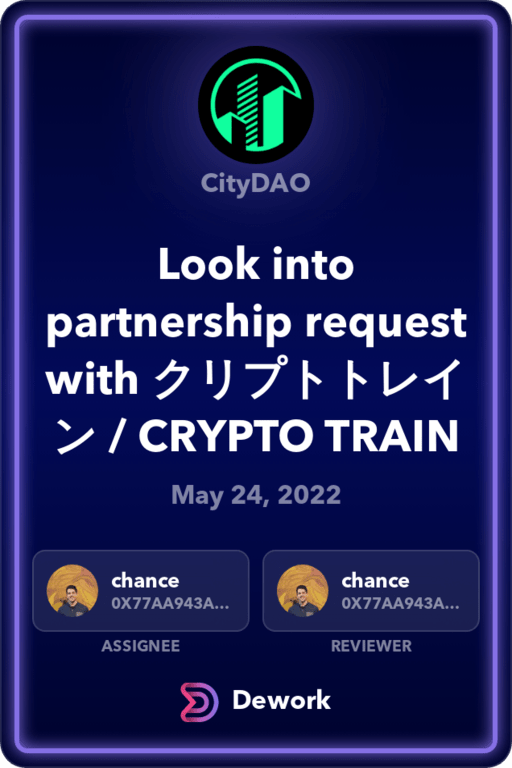 CityDAO
Look into
partnership request
with クリプトトレイ
ン / CRYPTO TRAIN
May 24, 2022
chance
0X77AA943A...
ASSIGNEE
chance
0X77AA943A...
REVIEWER
Dework